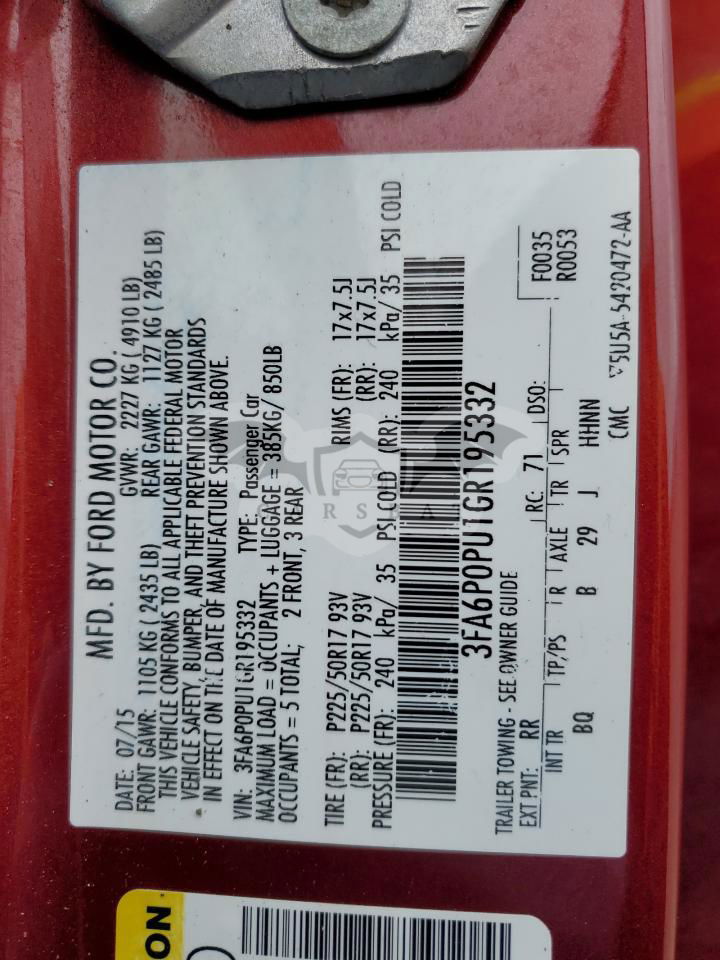 MFD. BY FORD MOTOR CO.
DATE: 07/15 GVWR: 2227 KG ( 4910 LB)
FRONT GAWR: 1105 KG ( 2435 LB) REAR GAWR: 1127 KG ( 2485 LB)
THIS VEHICLE CONFORMS TO ALL APPLICABLE FEDERAL MOTOR
VEHICLE SAFETY, BUMPER, AND THEFT PREVENTION STANDARDS
IN EFFECT ON THE DATE OF MANUFACTURE SHOWN ABOVE.
VIN: 3FA6P0PU1GR195332 TYPE: Passenger Car
MAXIMUM LOAD = OCCUPANTS + LUGGAGE = 385KG/ 850LB
OCCUPANTS = 5 TOTAL; 2 FRONT, 3 REAR
TIRE (FR): P225/50R17 93V RIMS (FR): 17x7.5J
(RR): P225/50R17 93V (RR): 17x7.5J
PRESSURE (FR): 240 kPa/ 35 PSI COLD (RR): 240 kPa/ 35 PSI COLD
3FA6P0PU1GR195332
TRAILER TOWING - SEE OWNER GUIDE
EXT PNT: RR RC: 71 DSO: F0035
R0053
INT TR TP/PS R AXLE TR SPR
BQ B 29 J HHNN
CMC 5U5A-5420472-AA
ON